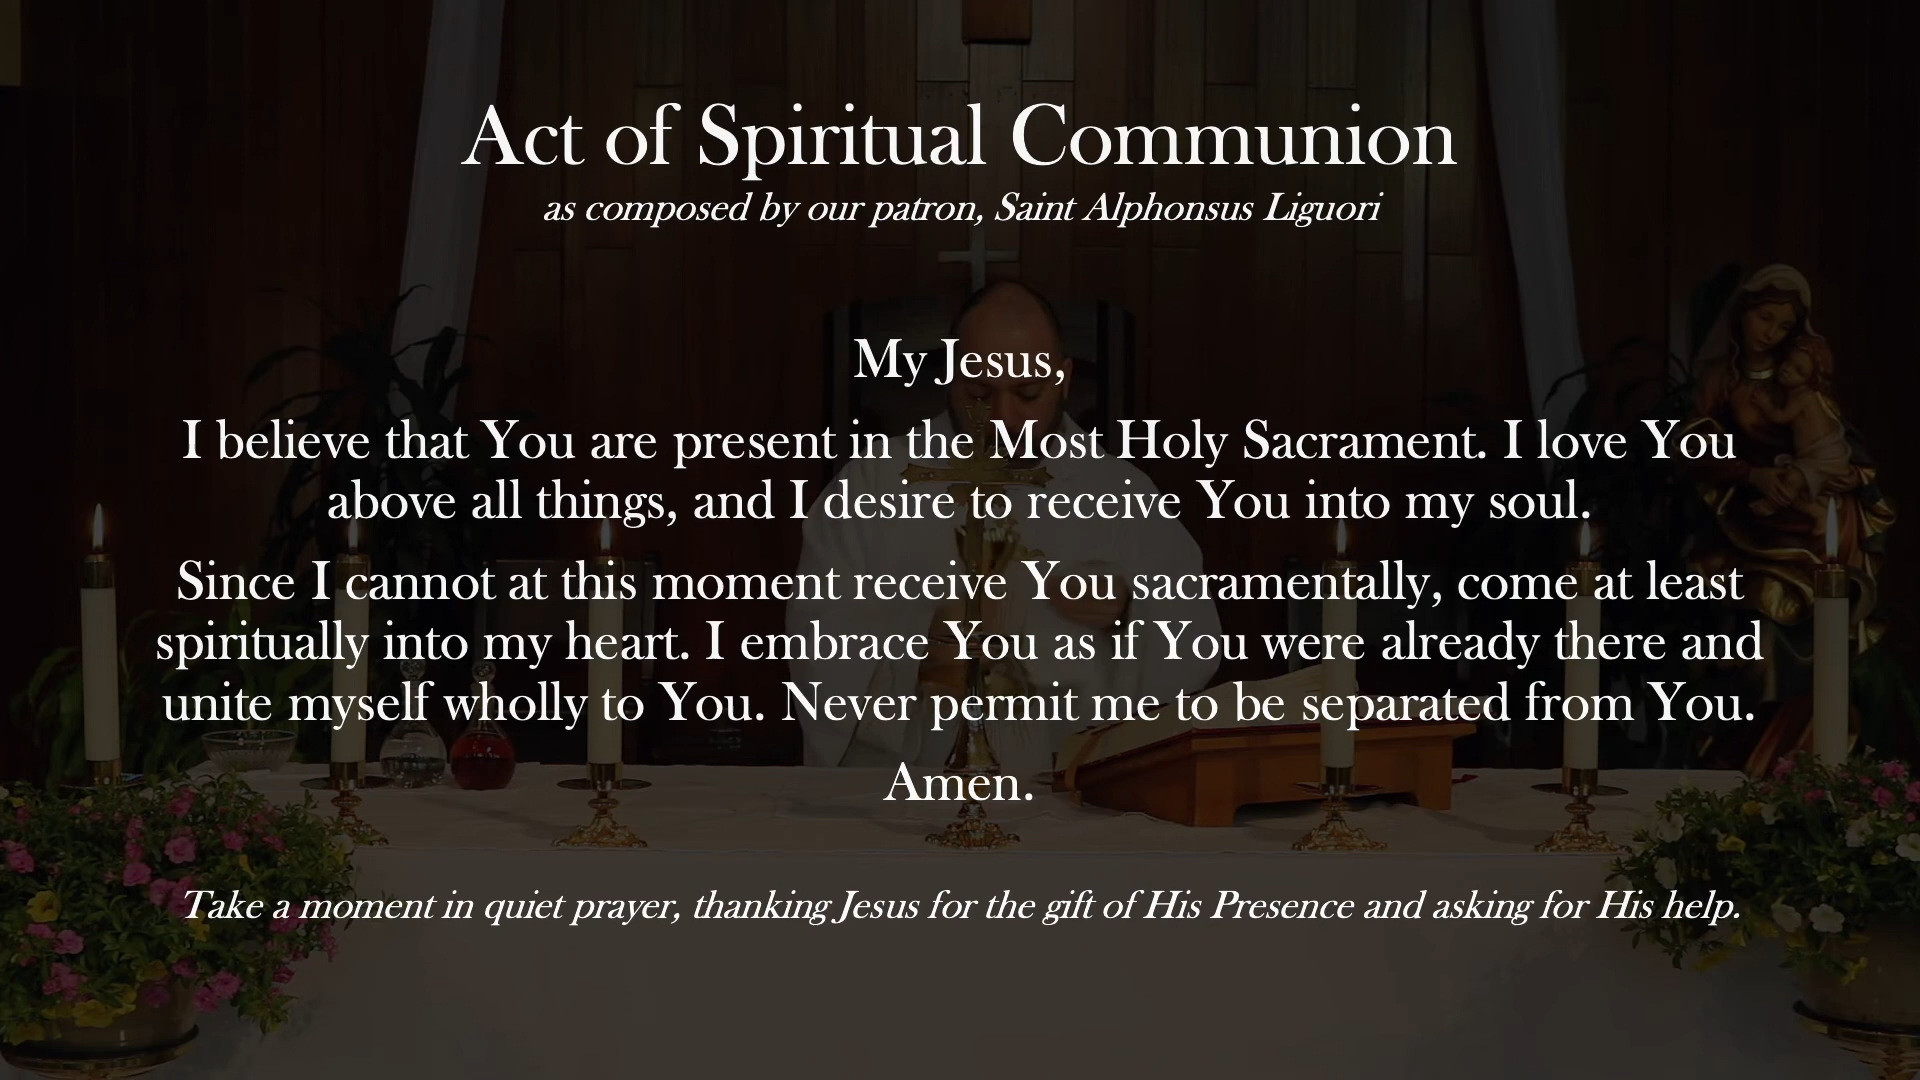 Act of Spiritual Communion
as composed by our patron, Saint Alphonsus Liguori
My Jesus,
I believe that You are present in the Most Holy Sacrament. I love You
above all things, and I desire to receive You into my soul.
Since I cannot at this moment receive You sacramentally, come at least
spiritually into my heart. I embrace You as if You were already there and
unite myself wholly to You. Never permit me to be separated from You.
Amen.
Take a moment in quiet prayer, thanking Jesus for the gift of His Presence and asking for His help.